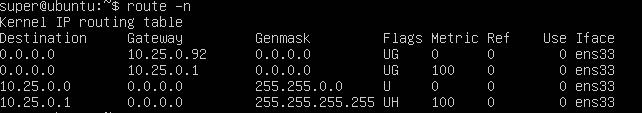 super@ubuntu:~$ route -n
Kernel IP routing table
Destination Gateway Genmask Flags Metric Ref Use Iface
0.0.0.0 10.25.0.92 0.0.0.0 UG 0 0 0 ens33
0.0.0.0 10.25.0.1 0.0.0.0 UG 100 0 0 ens33
10.25.0.0 0.0.0.0 255.255.0.0 U 0 0 0 ens33
10.25.0.1 0.0.0.0 255.255.255.255 UH 100 0 0 ens33